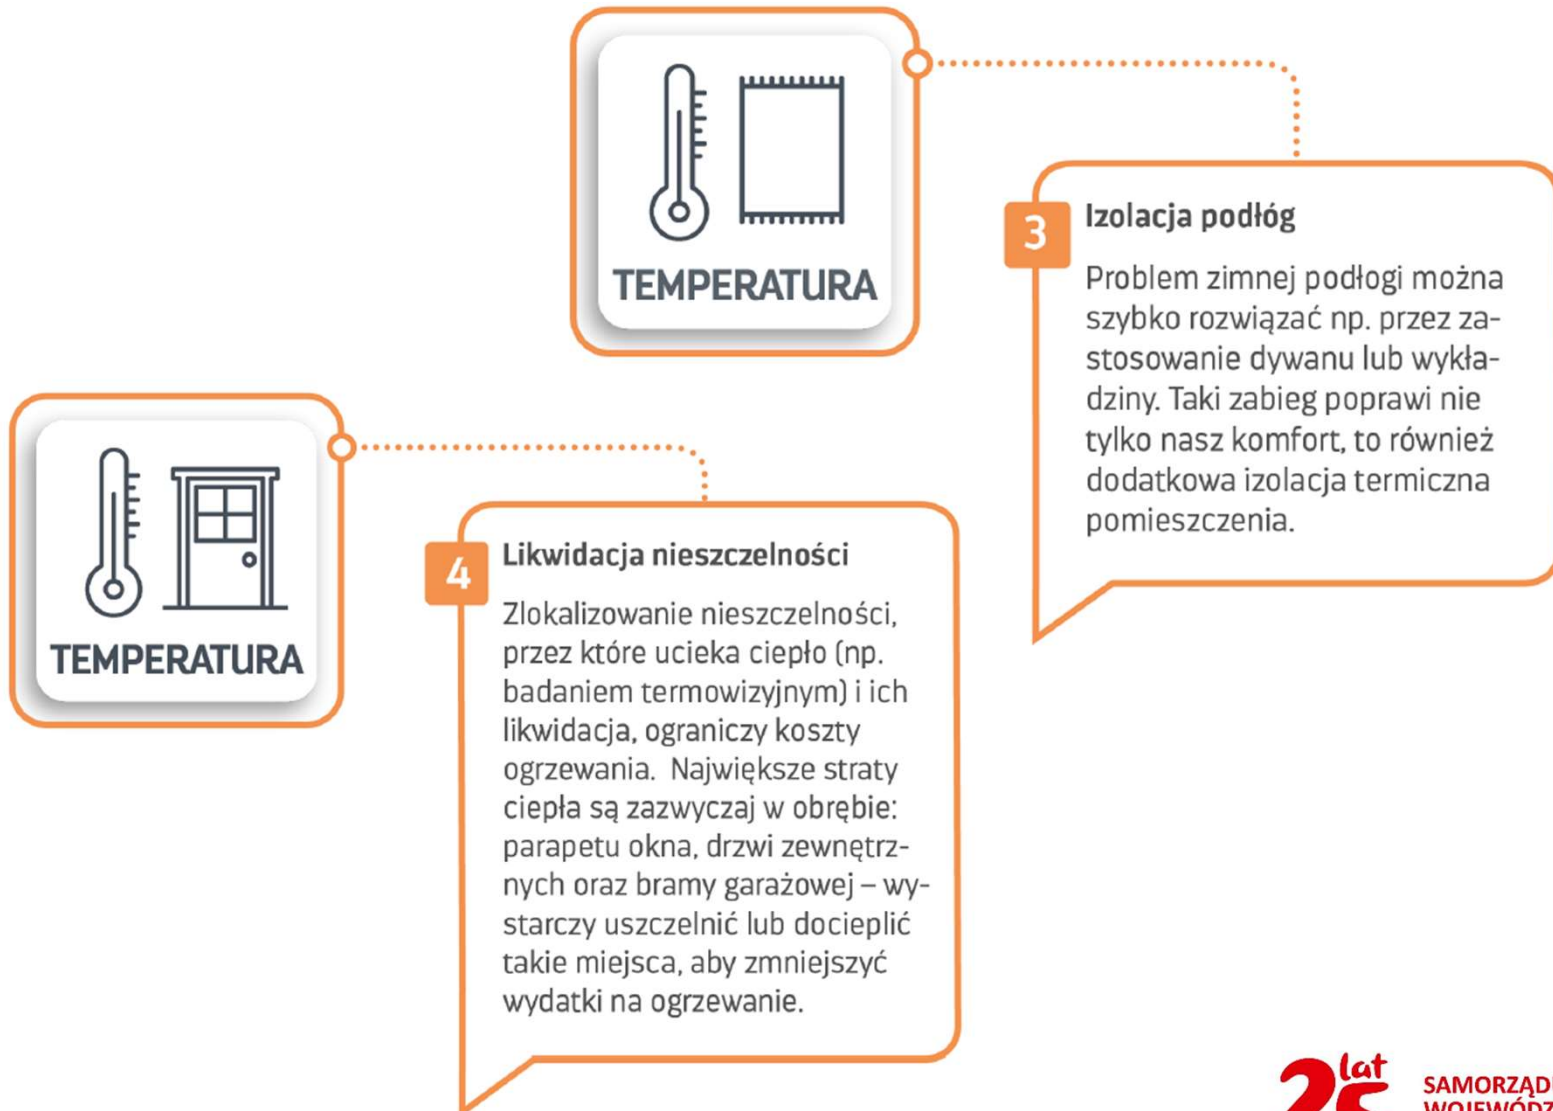 TEMPERATURA
3
Izolacja podłóg
Problem zimnej podłogi można
szybko rozwiązać np. przez za-
stosowanie dywanu lub wykła-
dziny. Taki zabieg poprawi nie
tylko nasz komfort, to również
dodatkowa izolacja termiczna
pomieszczenia.
TEMPERATURA
4
Likwidacja nieszczelności
Zlokalizowanie nieszczelności,
przez które ucieka ciepło (np.
badaniem termowizyjnym) i ich
likwidacja, ograniczy koszty
ogrzewania.  Największe straty
ciepła są zazwyczaj w obrębie:
parapetu okna, drzwi zewnętrz-
nych oraz bramy garażowej – wy-
starczy uszczelnić lub docieplić
takie miejsca, aby zmniejszyć
wydatki na ogrzewanie.
25 lat